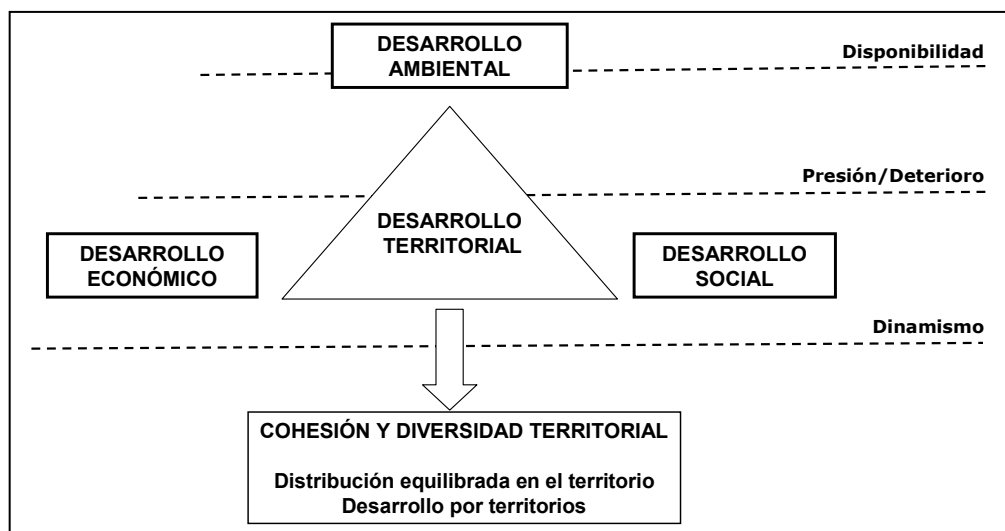 DESARROLLO
AMBIENTAL
Disponibilidad
Presión/Deterioro
DESARROLLO
TERRITORIAL
DESARROLLO
ECONÓMICO
DESARROLLO
SOCIAL
Dinamismo
COHESIÓN Y DIVERSIDAD TERRITORIAL
Distribución equilibrada en el territorio
Desarrollo por territorios